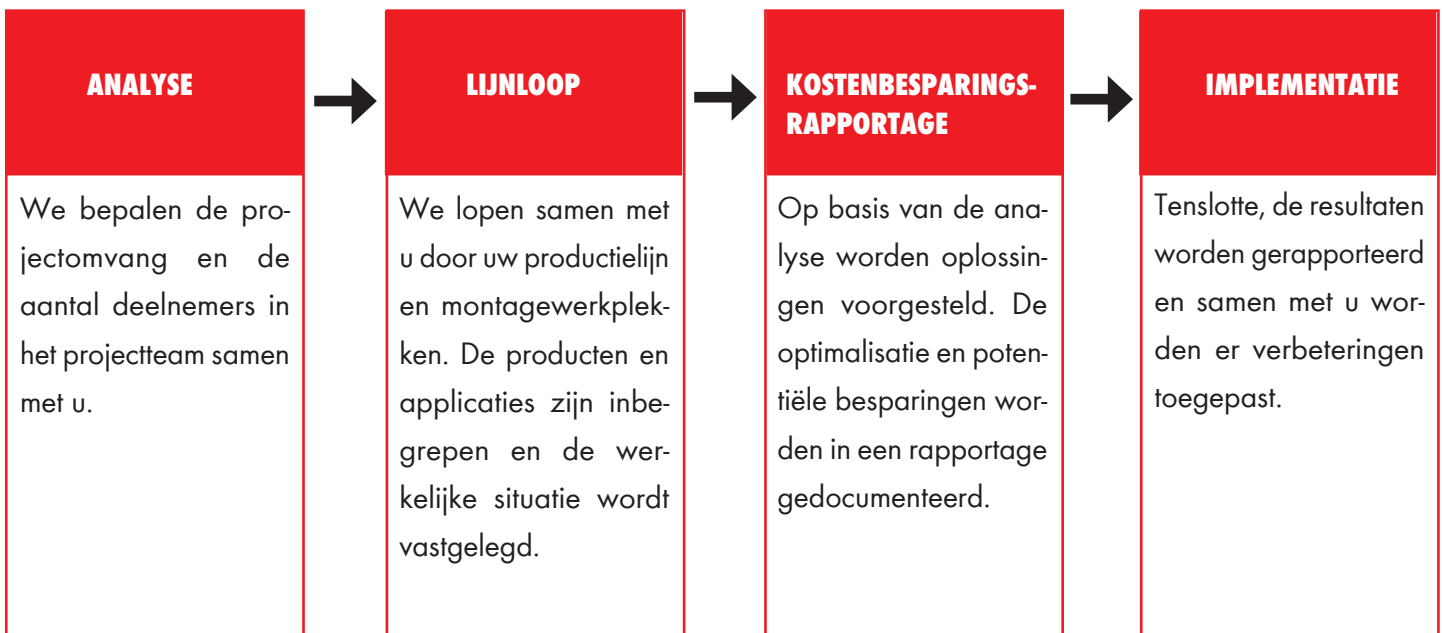 ANALYSE
We bepalen de pro-
jectomvang en de
aantal deelnemers in
het projectteam samen
met u.
LIJNLOOP
We lopen samen met
u door uw productielijn
en montagewerkplek-
ken. De producten en
applicaties zijn inbe-
grepen en de wer-
kelijke situatie wordt
vastgelegd.
KOSTENBESPARINGS-
RAPPORTAGE
Op basis van de ana-
lyse worden oplossin-
gen voorgesteld. De
optimalisatie en poten-
tiële besparingen wor-
den in een rapportage
gedocumenteerd.
IMPLEMENTATIE
Tenslotte, de resultaten
worden gerapporteerd
en samen met u wor-
den er verbeteringen
toegepast.